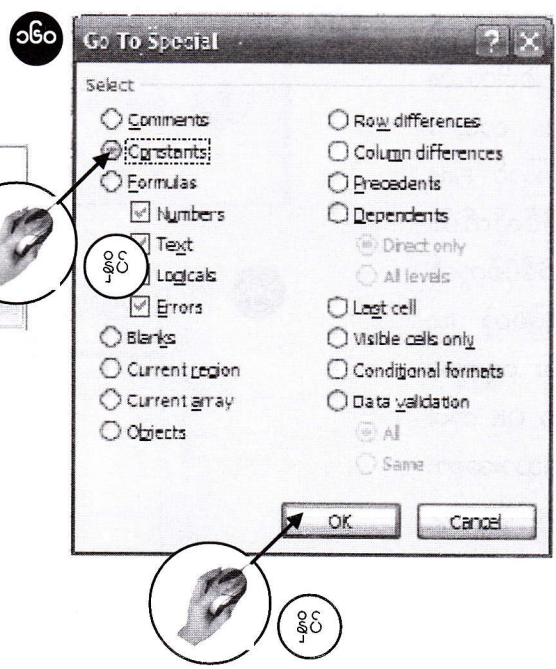 ၁၆၀
Go To Special
Select
Comments
Constants
Formulas
Numbers
Text
Logicals
Errors
Blanks
Current region
Current array
Objects
Row differences
Column differences
Precedents
Dependents
Direct only
All levels
Last cell
Visible cells only
Conditional formats
Data validation
All
Same
OK
Cancel
နှိပ်
နှိပ်